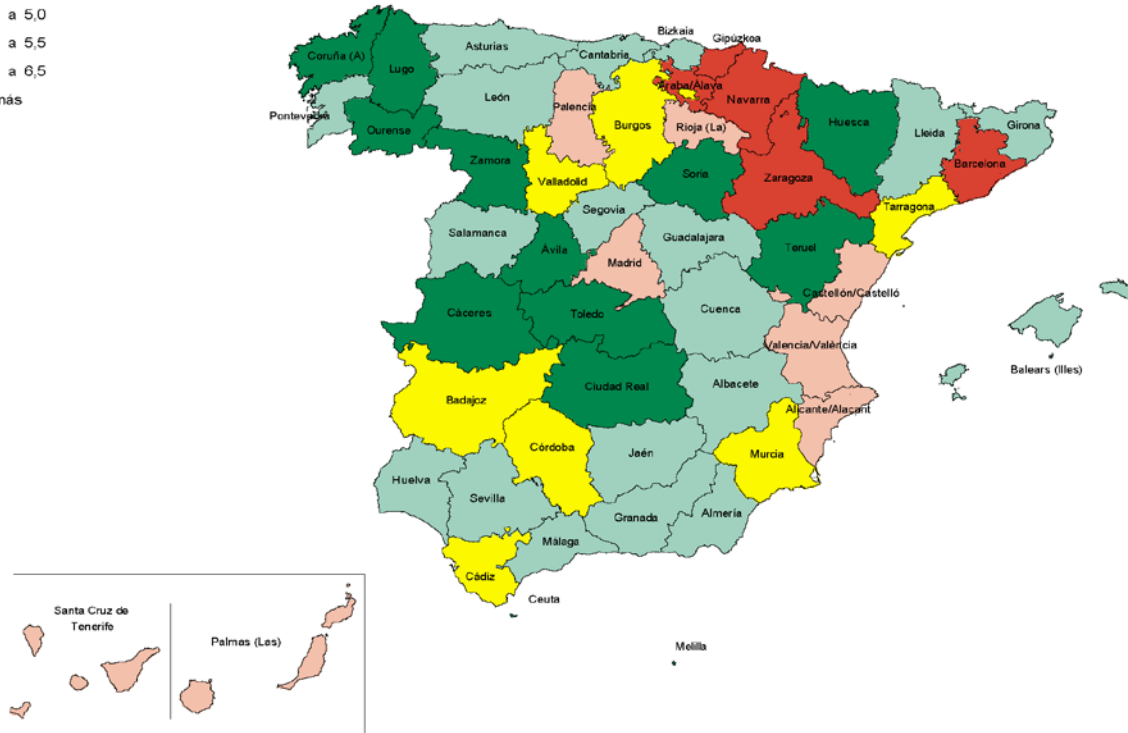 a 5,0
a 5,5
a 6,5
más
Coruña (A)
Lugo
Asturias
Cantabria
Bizkaia
Gipúzkoa
Pontevedra
Ourense
León
Palencia
Burgos
Araba/Álava
Navarra
Rioja (La)
Huesca
Lleida
Girona
Barcelona
Zamora
Valladolid
Soria
Zaragoza
Tarragona
Salamanca
Segovia
Ávila
Madrid
Guadalajara
Teruel
Castellón/Castelló
Cáceres
Toledo
Cuenca
Valencia/València
Balears (Illes)
Badajoz
Ciudad Real
Albacete
Alicante/Alacant
Córdoba
Jaén
Murcia
Huelva
Sevilla
Granada
Almería
Málaga
Cádiz
Ceuta
Melilla
Santa Cruz de
Tenerife
Palmas (Las)